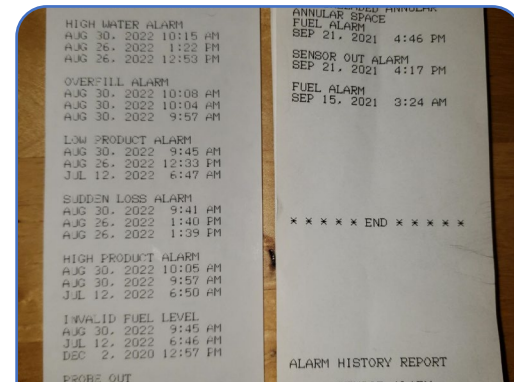 HIGH WATER ALARM
AUG 30, 2022 10:15 AM
AUG 26, 2022 1:22 PM
AUG 26, 2022 12:53 PM
OVERFILL ALARM
AUG 30, 2022 10:08 AM
AUG 30, 2022 10:04 AM
AUG 30, 2022 9:57 AM
LOW PRODUCT ALARM
AUG 30, 2022 9:45 AM
AUG 26, 2022 12:33 PM
JUL 12, 2022 6:47 AM
SUDDEN LOSS ALARM
AUG 30, 2022 9:41 AM
AUG 26, 2022 1:40 PM
AUG 26, 2022 1:39 PM
HIGH PRODUCT ALARM
AUG 30, 2022 10:05 AM
AUG 30, 2022 9:57 AM
JUL 12, 2022 6:50 AM
INVALID FUEL LEVEL
AUG 30, 2022 9:45 AM
JUL 12, 2022 6:46 AM
DEC 2, 2020 12:57 PM
PROBE OUT
ANNULAR
ANNULAR SPACE
FUEL ALARM
SEP 21, 2021 4:46 PM
SENSOR OUT ALARM
SEP 21, 2021 4:17 PM
FUEL ALARM
SEP 15, 2021 3:24 AM
* * * * * END * * * * *
ALARM HISTORY REPORT
ALARM